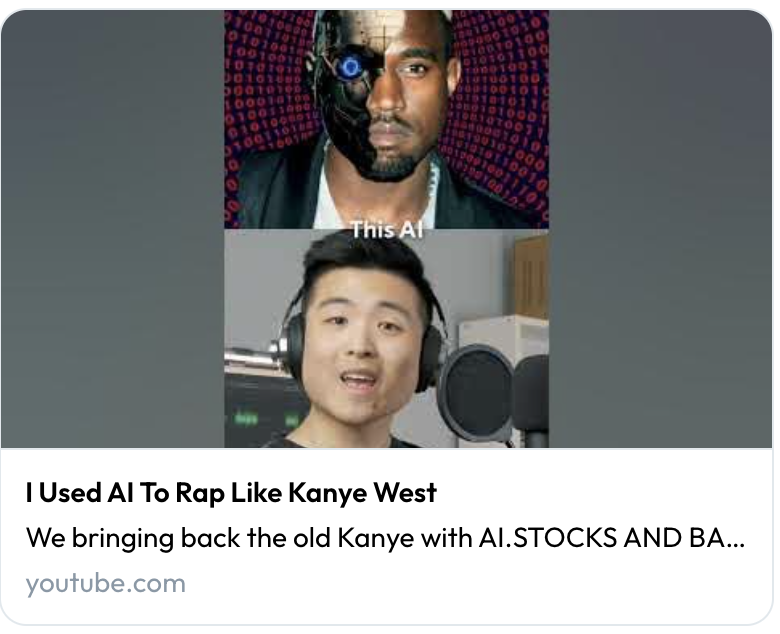 This AI
I Used AI To Rap Like Kanye West
We bringing back the old Kanye with AI.STOCKS AND BA...
youtube.com